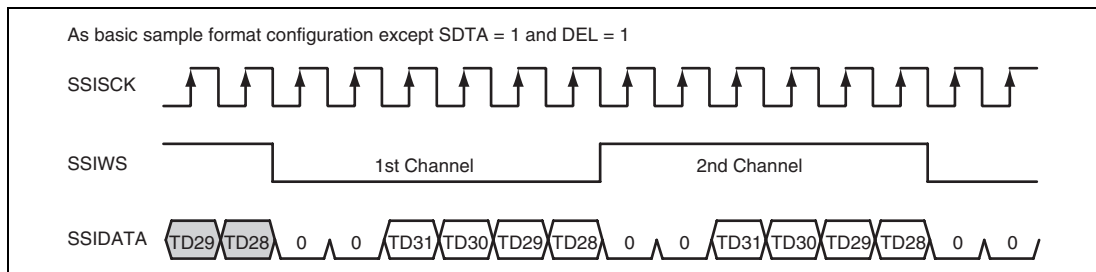 As basic sample format configuration except SDTA = 1 and DEL = 1
SSISCK
SSIWS 1st Channel 2nd Channel
SSIDATA TD29 TD28 0 0 TD31 TD30 TD29 TD28 0 0 TD31 TD30 TD29 TD28 0 0